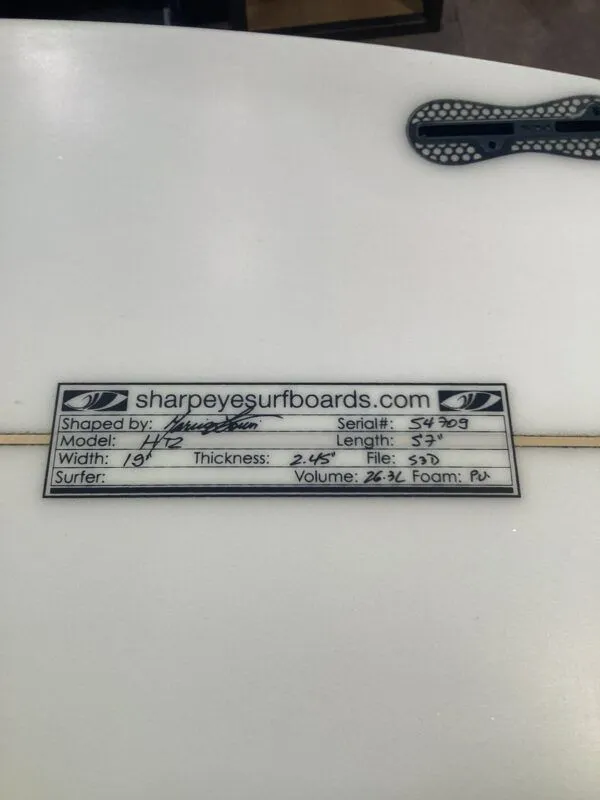 sharpeyesurfboards.com
Shaped by: Serial#: 54709
Model: HT2 Length: 5'7"
Width: 19" Thickness: 2.45" File: S3D
Surfer: Volume: 26.3L Foam: PU.